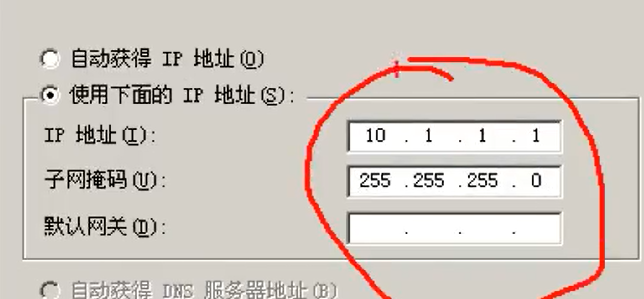 自动获得 IP 地址(O)
使用下面的 IP 地址(S):
IP 地址(I): 10 . 1 . 1 . 1
子网掩码(U): 255 .255 .255 . 0
默认网关(D): . . .
自动获得 DNS 服务器地址(B)